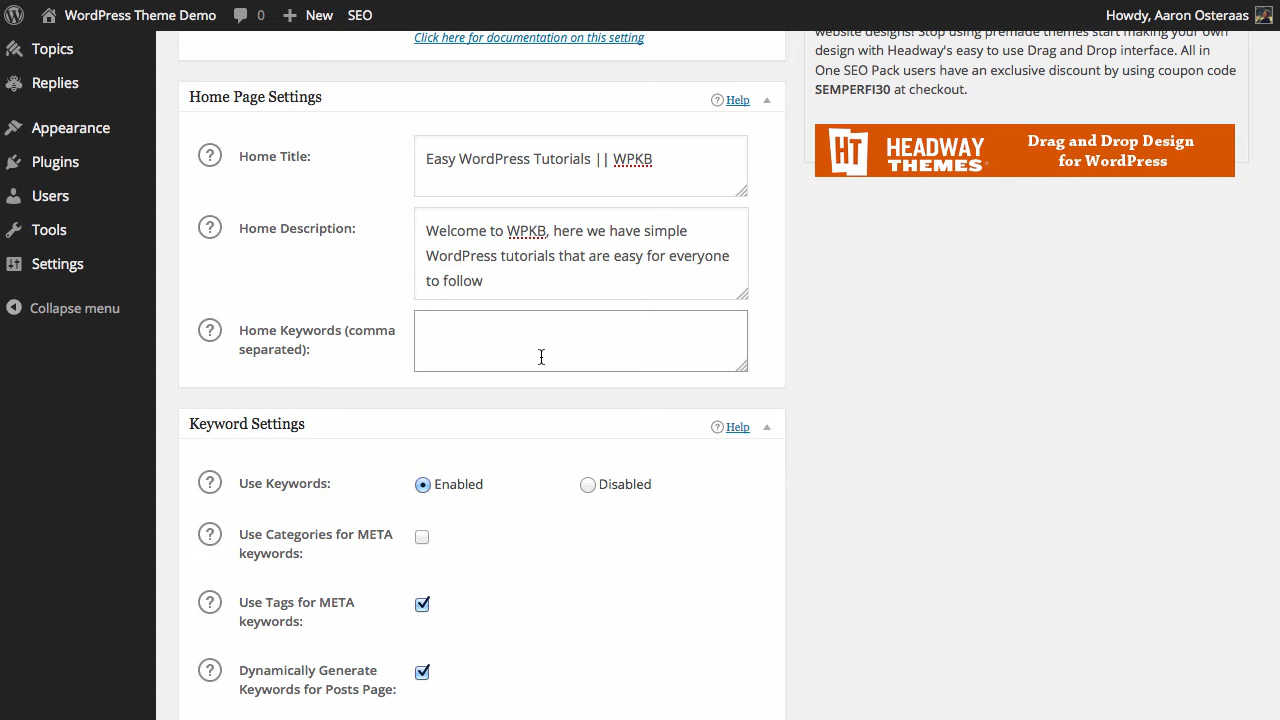 WordPress Theme Demo 0 New SEO Howdy, Aaron Osteraas
Topics
Replies
Appearance
Plugins
Users
Tools
Settings
Collapse menu
Click here for documentation on this setting
Home Page Settings
Help
Home Title:
Easy WordPress Tutorials || WPKB
Home Description:
Welcome to WPKB, here we have simple
WordPress tutorials that are easy for everyone
to follow
Home Keywords (comma
separated):
Keyword Settings
Help
Use Keywords:
Enabled
Disabled
Use Categories for META
keywords:
Use Tags for META
keywords:
Dynamically Generate
Keywords for Posts Page:
website designs! Stop using premade themes start making your own
design with Headway's easy to use Drag and Drop interface. All in
One SEO Pack users have an exclusive discount by using coupon code
SEMPERFI30 at checkout.
HT
HEADWAY
THEMES
Drag and Drop Design
for WordPress